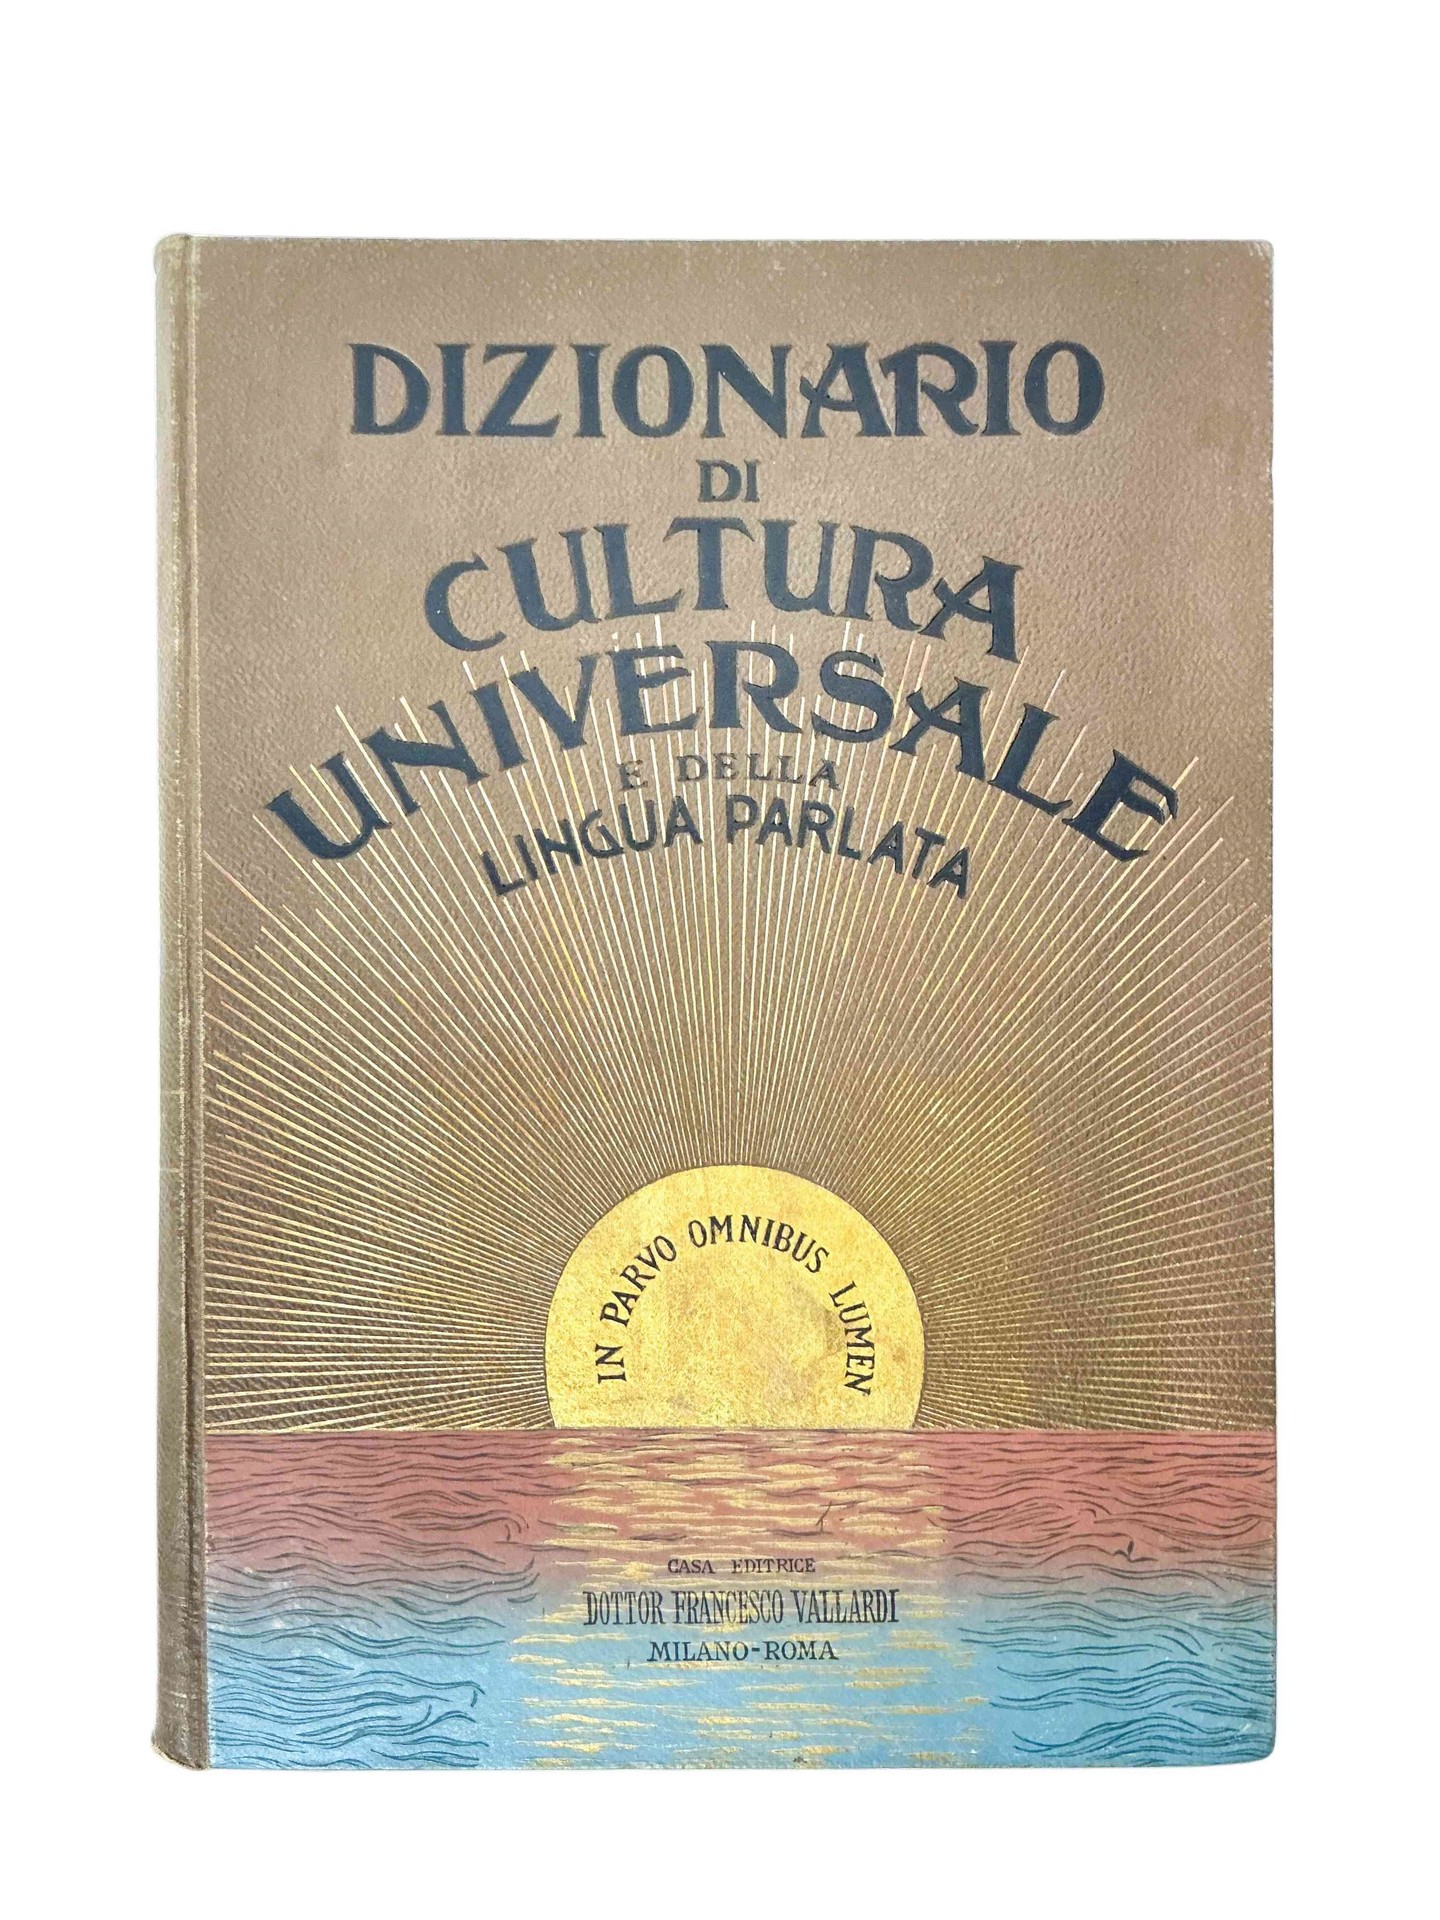 DIZIONARIO
DI
CULTURA
UNIVERSALE
E DELLA
LINGUA PARLATA
IN PARVO OMNIBUS LUMEN
CASA EDITRICE
DOTTOR FRANCESCO VALLARDI
MILANO-ROMA